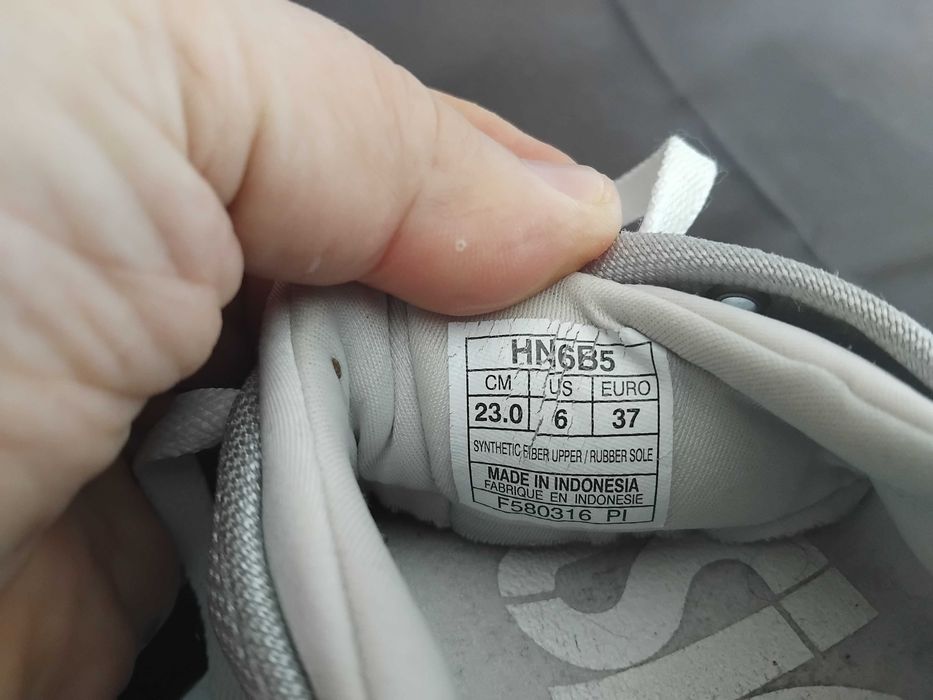 HN6B5
CM US EURO
23.0 6 37
SYNTHETIC FIBER UPPER / RUBBER SOLE
MADE IN INDONESIA
FABRIQUE EN INDONESIE
F580316 PI